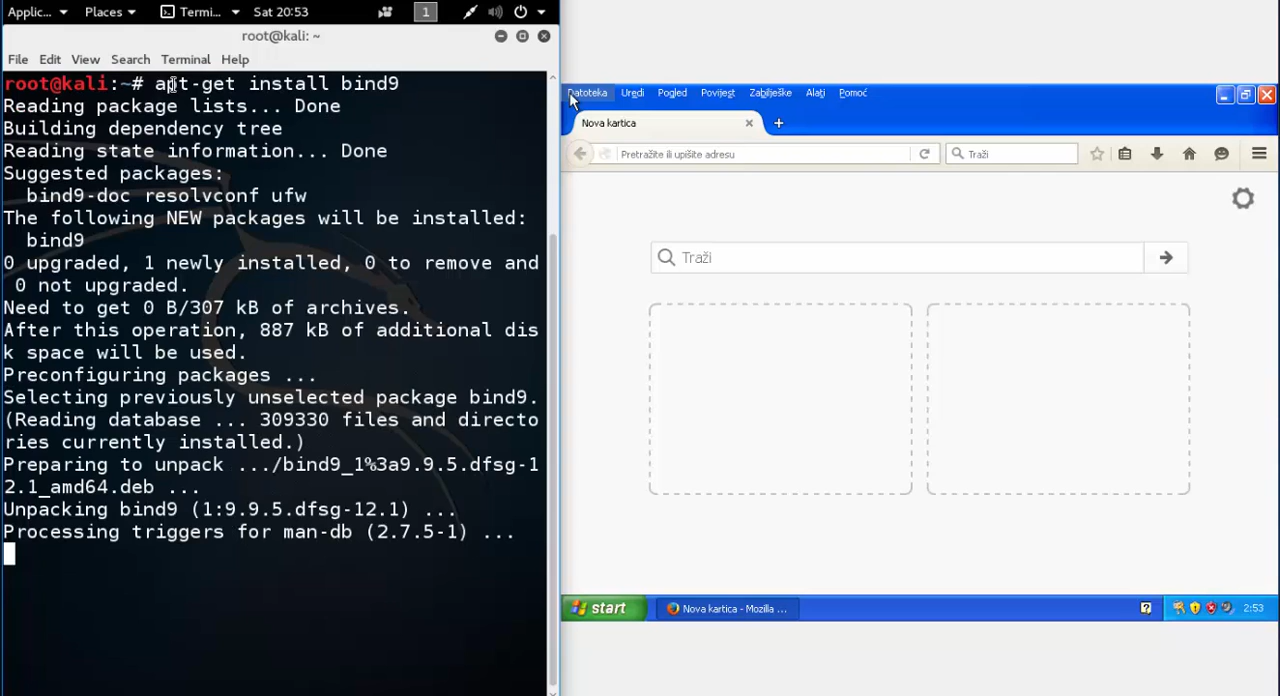 Applic... Places Termi... Sat 20:53 1
root@kali: ~
File Edit View Search Terminal Help
root@kali:~# apt-get install bind9
Reading package lists... Done
Building dependency tree
Reading state information... Done
Suggested packages:
bind9-doc resolvconf ufw
The following NEW packages will be installed:
bind9
0 upgraded, 1 newly installed, 0 to remove and
0 not upgraded.
Need to get 0 B/307 kB of archives.
After this operation, 887 kB of additional dis
k space will be used.
Preconfiguring packages ...
Selecting previously unselected package bind9.
(Reading database ... 309330 files and directo
ries currently installed.)
Preparing to unpack .../bind9_1%3a9.9.5.dfsg-1
2.1_amd64.deb ...
Unpacking bind9 (1:9.9.5.dfsg-12.1) ...
Processing triggers for man-db (2.7.5-1) ...
Datoteka Uredi Pogled Povijest Zabilješke Alati Pomoć
Nova kartica
Pretražite ili upišite adresu
Traži
Traži
start
Nova kartica - Mozilla ...
2:53